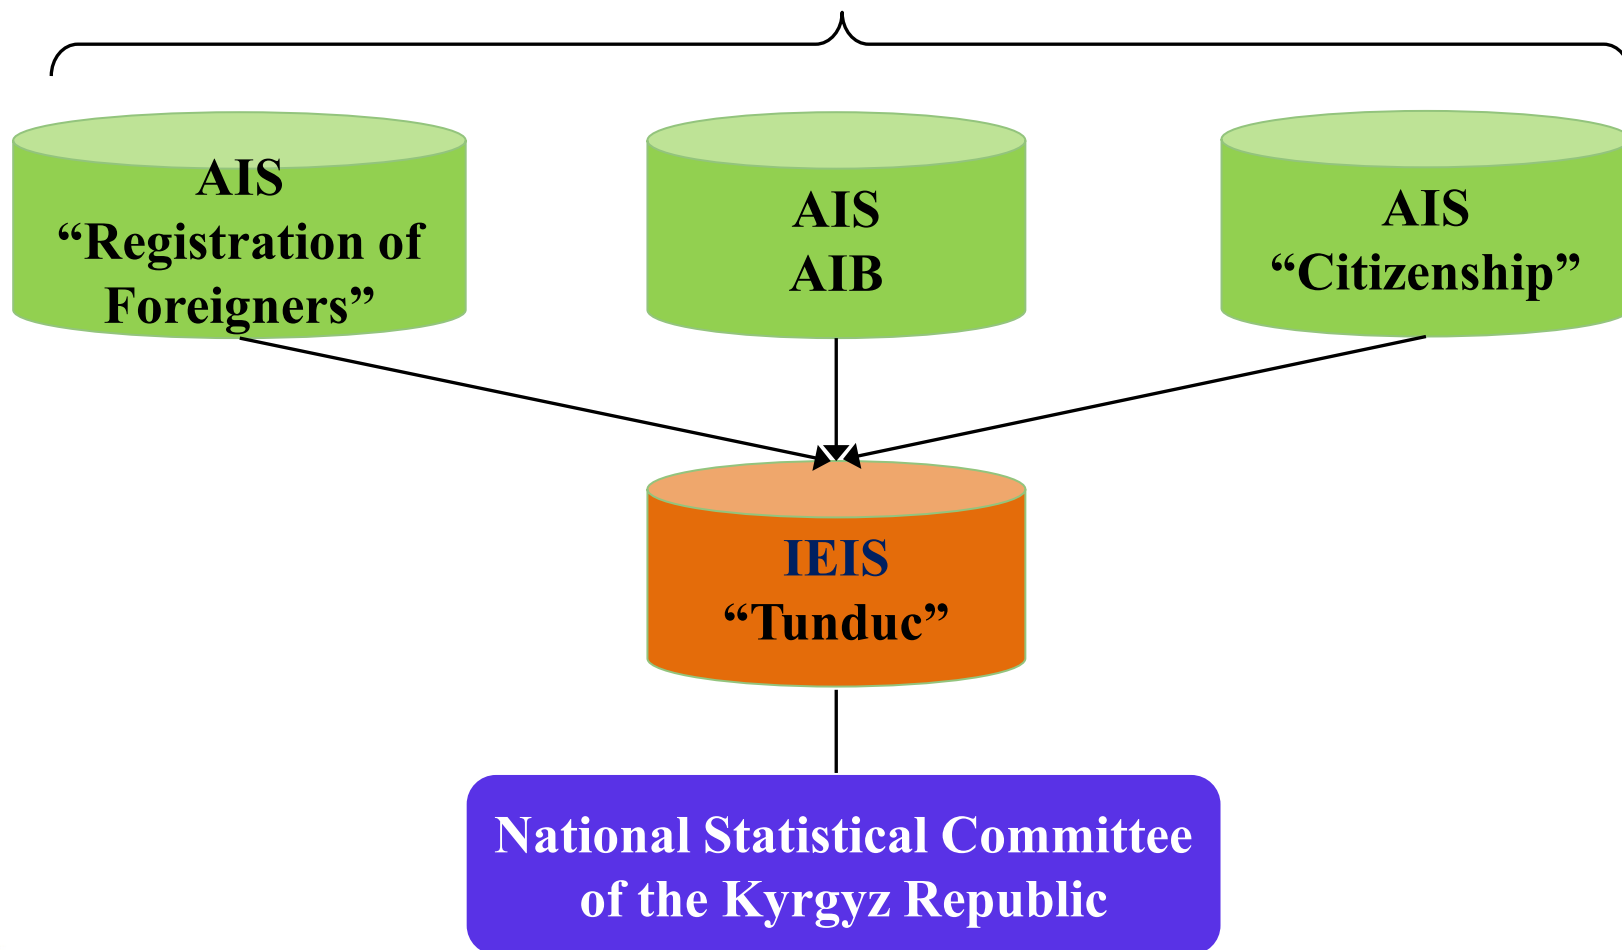 AIS
“Registration of
Foreigners”
AIS
AIB
AIS
“Citizenship”
IEIS
“Tunduc”
National Statistical Committee
of the Kyrgyz Republic